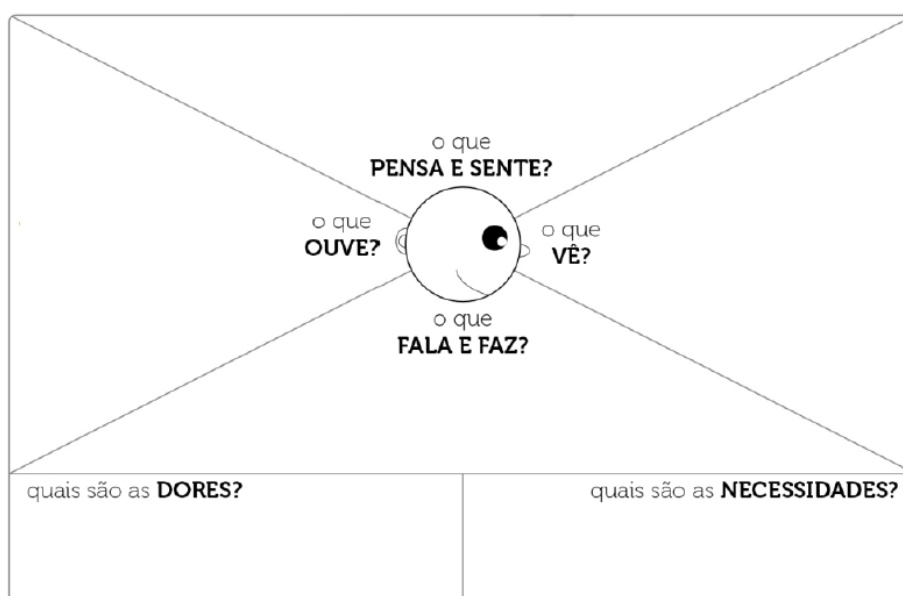 o que
PENSA E SENTE?
o que
OUVE?
o que
VÊ?
o que
FALA E FAZ?
quais são as DORES?
quais são as NECESSIDADES?